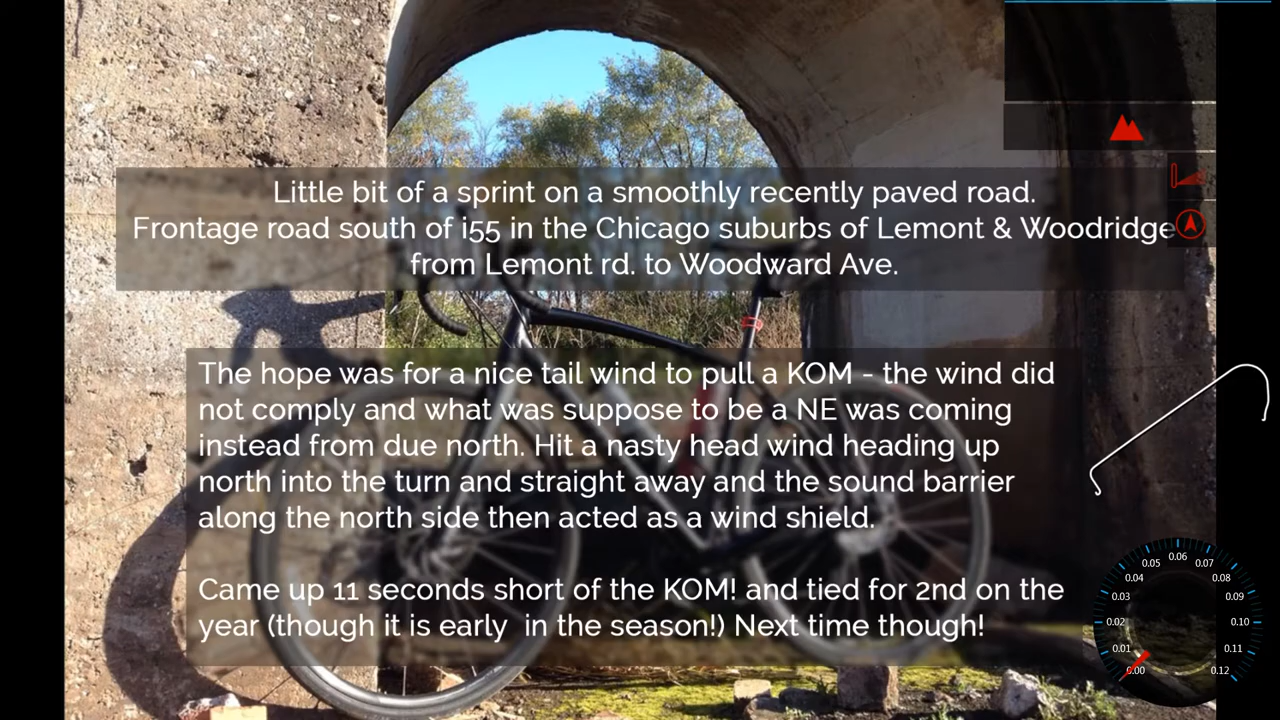 Little bit of a sprint on a smoothly recently paved road.
Frontage road south of i55 in the Chicago suburbs of Lemont & Woodridge
from Lemont rd. to Woodward Ave.
The hope was for a nice tail wind to pull a KOM - the wind did
not comply and what was suppose to be a NE was coming
instead from due north. Hit a nasty head wind heading up
north into the turn and straight away and the sound barrier
along the north side then acted as a wind shield.
Came up 11 seconds short of the KOM! and tied for 2nd on the
year (though it is early  in the season!) Next time though!
0.00
0.01
0.02
0.03
0.04
0.05
0.06
0.07
0.08
0.09
0.10
0.11
0.12